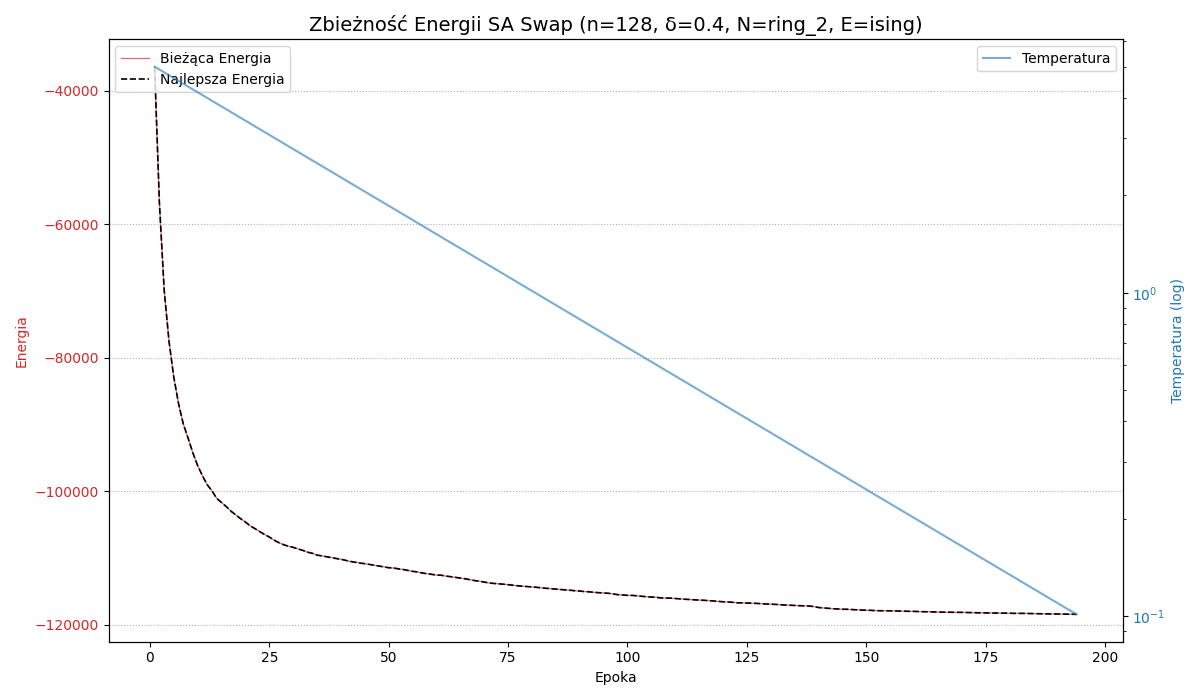 Zbieżność Energii SA Swap (n=128, δ=0.4, N=ring_2, E=ising)
Bieżąca Energia
Najlepsza Energia
Temperatura
−40000
−60000
−80000
−100000
−120000
Energia
10⁰
10⁻¹
Temperatura (log)
0 25 50 75 100 125 150 175 200
Epoka